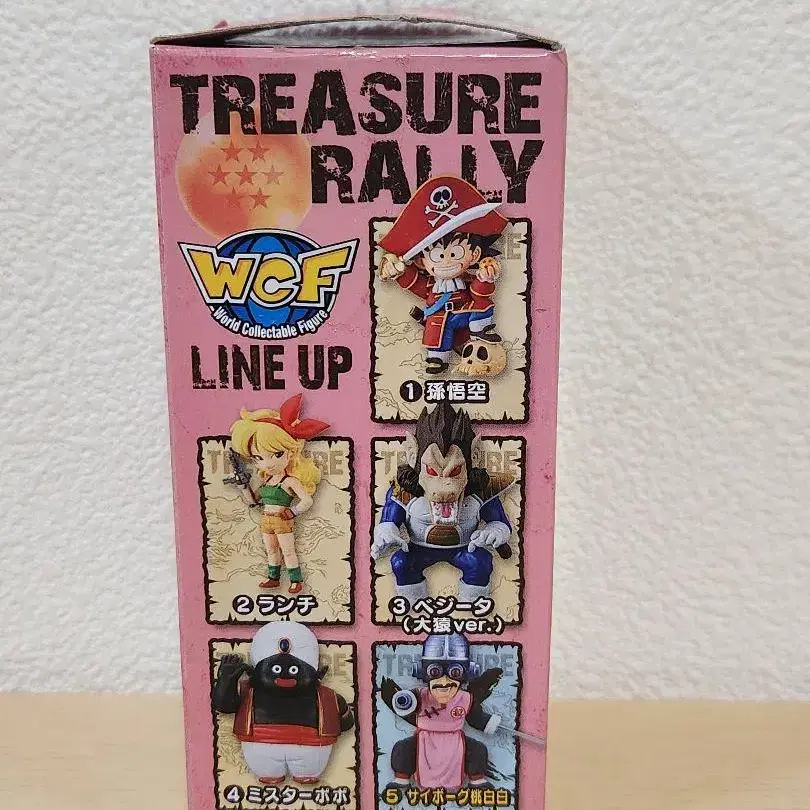 TREASURE
RALLY
WCF
World Collectable Figure
LINE UP
① 孫悟空
② ランチ
③ ベジータ
(大猿ver.)
④ ミスターポポ
⑤ サイボーグ桃白白